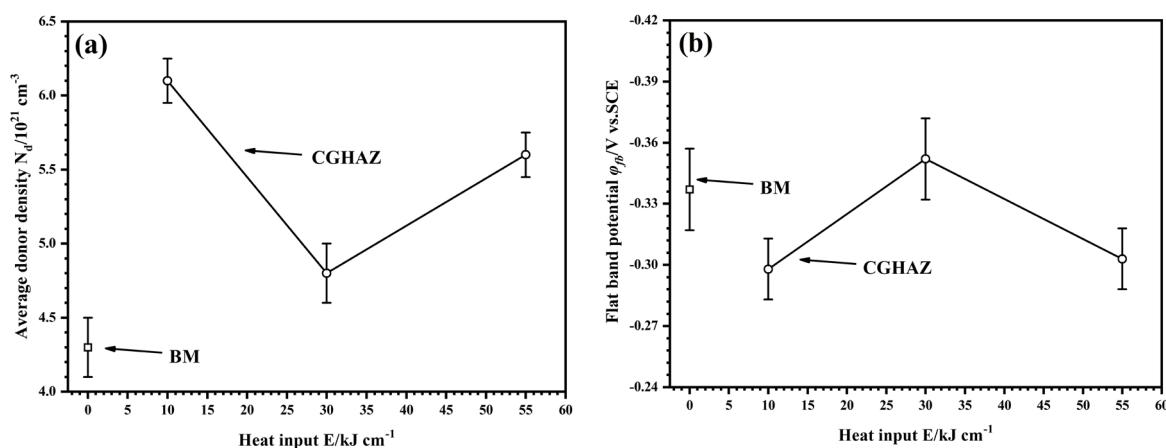 (a)
Average donor density N_d/10²¹ cm⁻³
6.5
6.0
5.5
5.0
4.5
4.0
CGHAZ
BM
0 5 10 15 20 25 30 35 40 45 50 55 60
Heat input E/kJ cm⁻¹
(b)
Flat band potential φ_fb/V vs.SCE
-0.42
-0.39
-0.36
-0.33
-0.30
-0.27
-0.24
BM
CGHAZ
0 5 10 15 20 25 30 35 40 45 50 55 60
Heat input E/kJ cm⁻¹